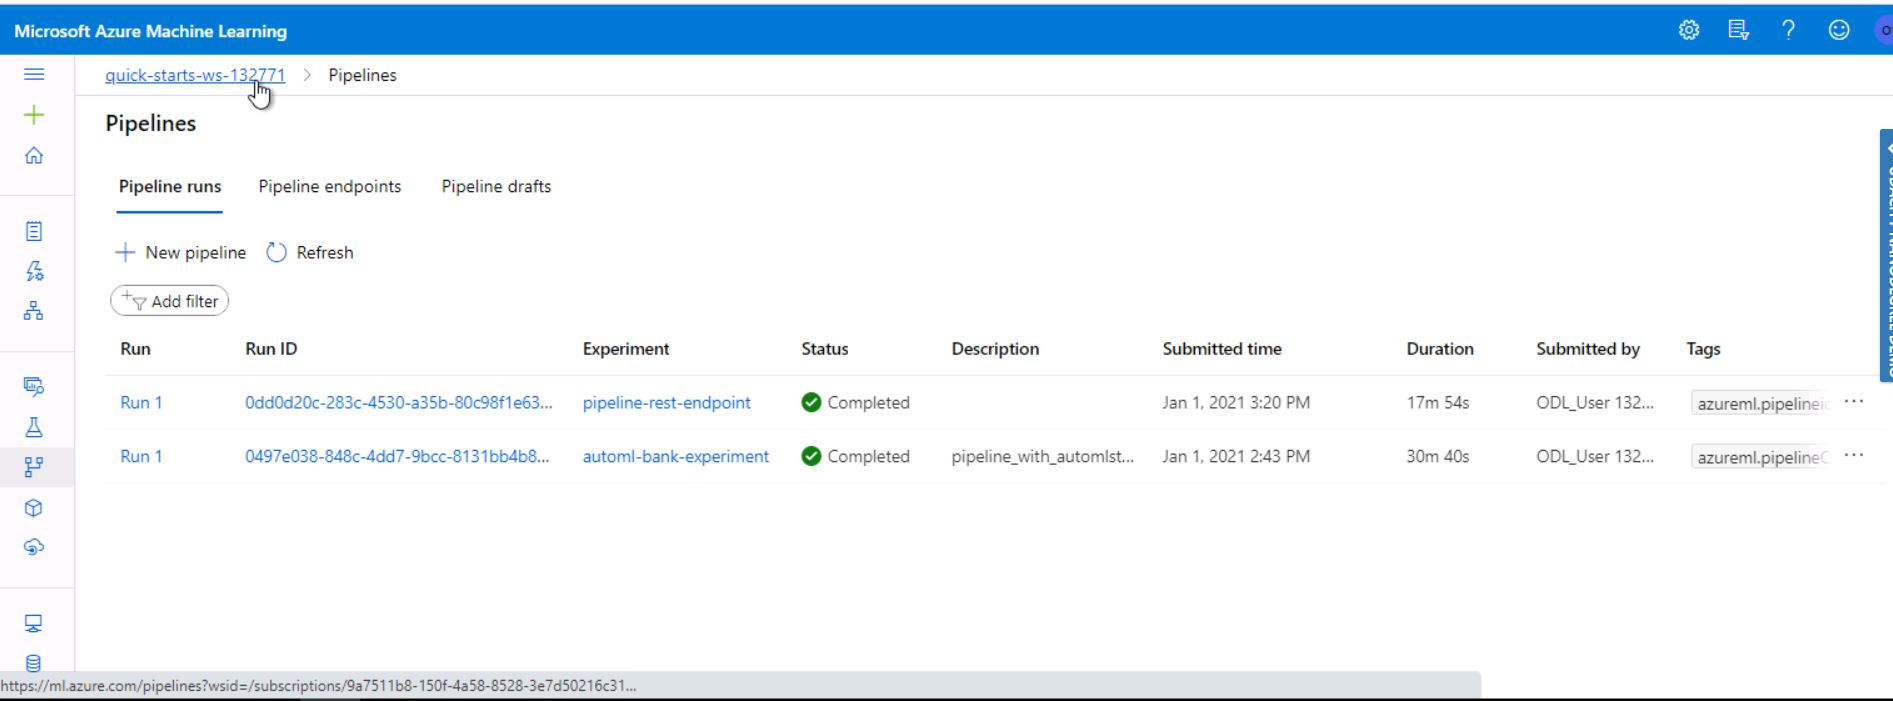 Microsoft Azure Machine Learning
quick-starts-ws-132771 > Pipelines
Pipelines
Pipeline runs Pipeline endpoints Pipeline drafts
+ New pipeline Refresh
Add filter
Run Run ID Experiment Status Description Submitted time Duration Submitted by Tags
Run 1 0dd0d20c-283c-4530-a35b-80c98f1e63... pipeline-rest-endpoint Completed Jan 1, 2021 3:20 PM 17m 54s ODL_User 132... azureml.pipelineic ...
Run 1 0497e038-848c-4dd7-9bcc-8131bb4b8... automl-bank-experiment Completed pipeline_with_automlst... Jan 1, 2021 2:43 PM 30m 40s ODL_User 132... azureml.pipelineC ...
https://ml.azure.com/pipelines?wsid=/subscriptions/9a7511b8-150f-4a58-8528-3e7d50216c31...